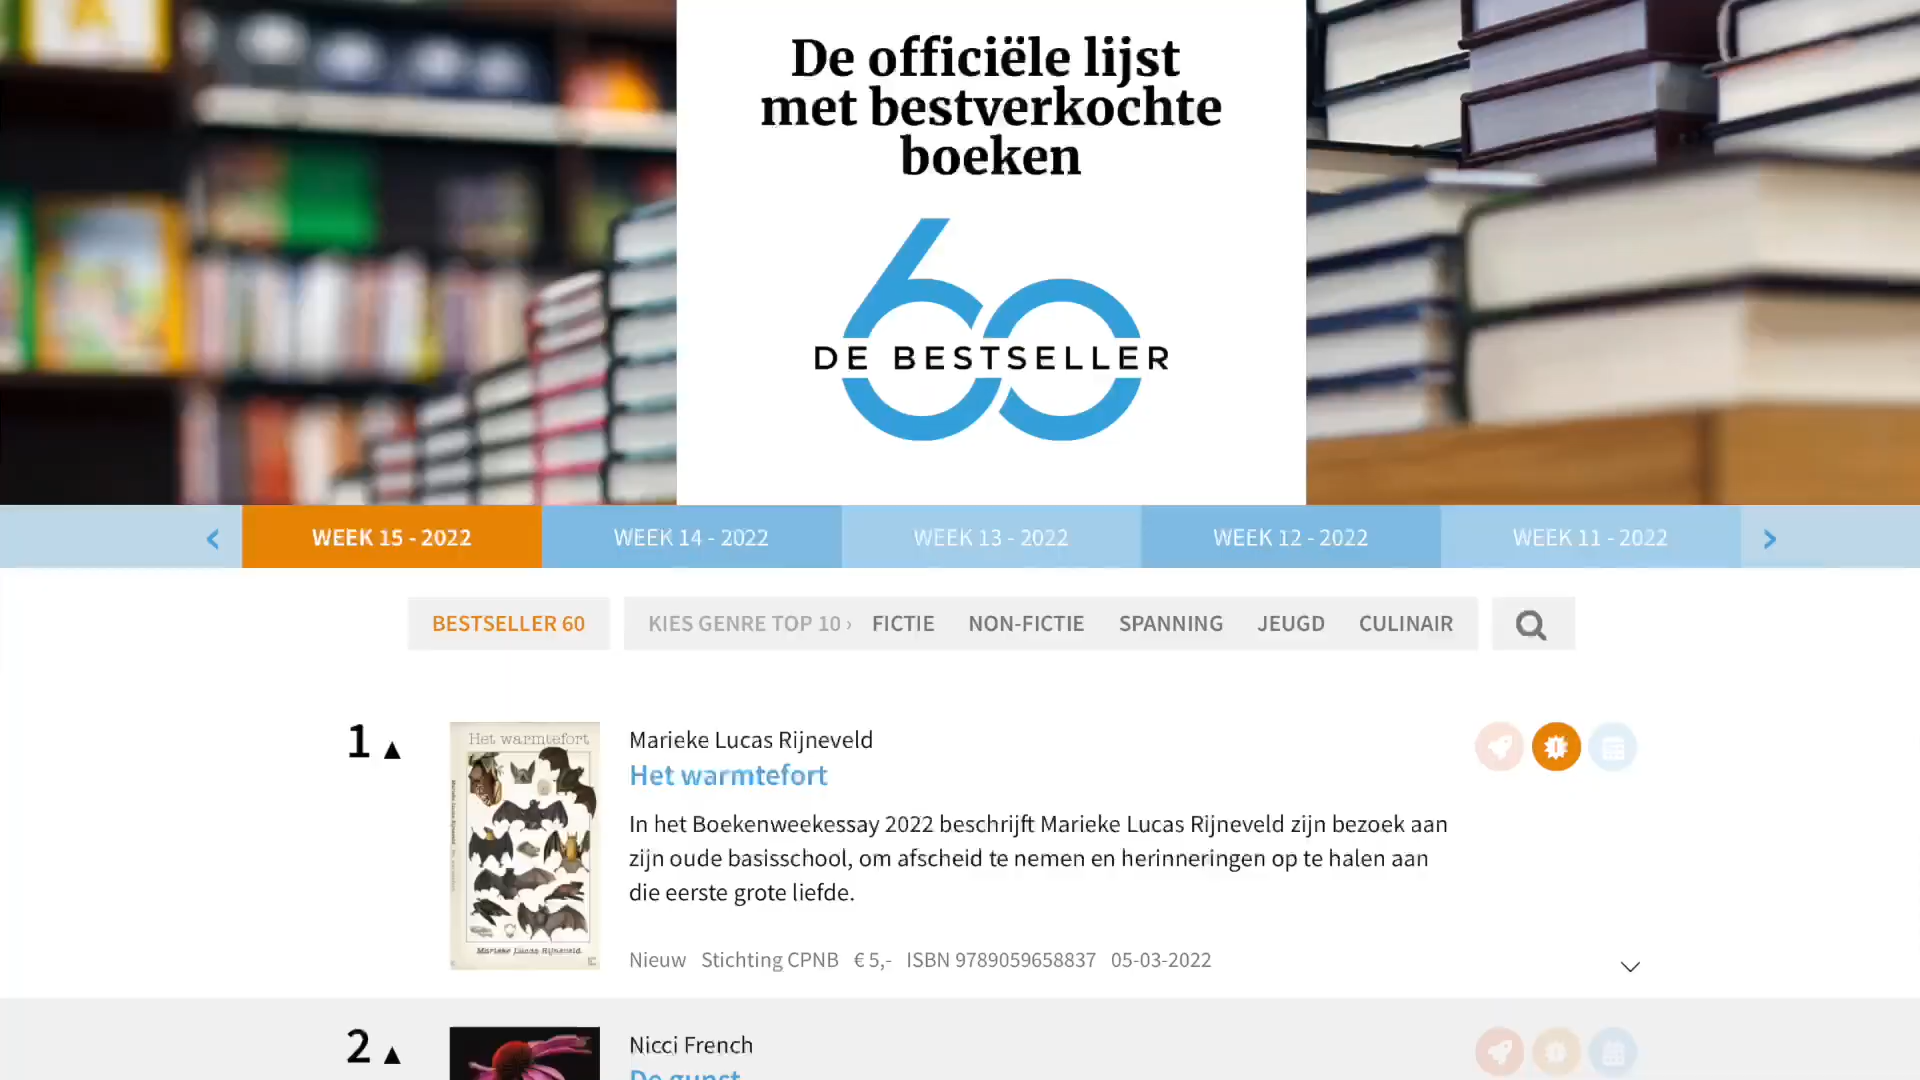 De officiële lijst
met bestverkochte
boeken
60
DE BESTSELLER
WEEK 15 - 2022
WEEK 14 - 2022
WEEK 13 - 2022
WEEK 12 - 2022
WEEK 11 - 2022
BESTSELLER 60
KIES GENRE TOP 10 › FICTIE NON-FICTIE SPANNING JEUGD CULINAIR
1
Het warmtefort
Marieke Lucas Rijneveld
Marieke Lucas Rijneveld
Het warmtefort
In het Boekenweekessay 2022 beschrijft Marieke Lucas Rijneveld zijn bezoek aan
zijn oude basisschool, om afscheid te nemen en herinneringen op te halen aan
die eerste grote liefde.
Nieuw Stichting CPNB € 5,- ISBN 9789059658837 05-03-2022
2
Nicci French
De gunst